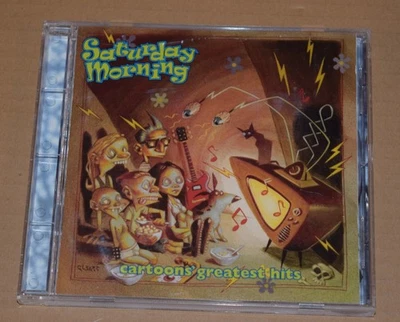 Saturday
Morning
cartoons' greatest hits